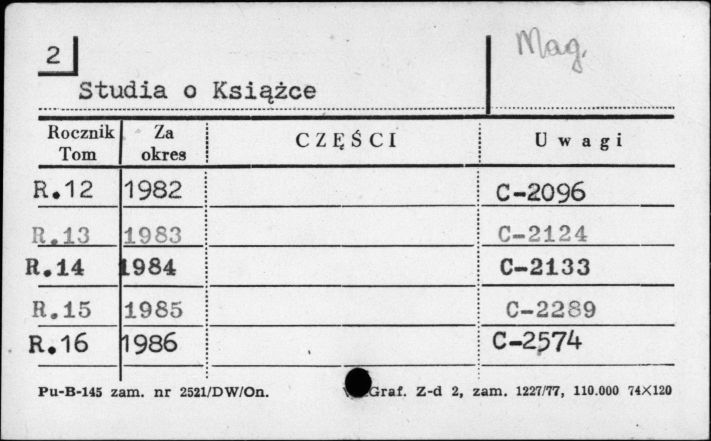 2
Mag.
Studia o Książce
Rocznik Tom Za okres CZĘŚCI Uwagi
R.12 1982 C-2096
R.13 1983 C-2124
R.14 1984 C-2133
R.15 1985 C-2289
R.16 1986 C-2574
Pu-B-145 zam. nr 2521/DW/On. Graf. Z-d 2, zam. 1227/77, 110.000 74×120